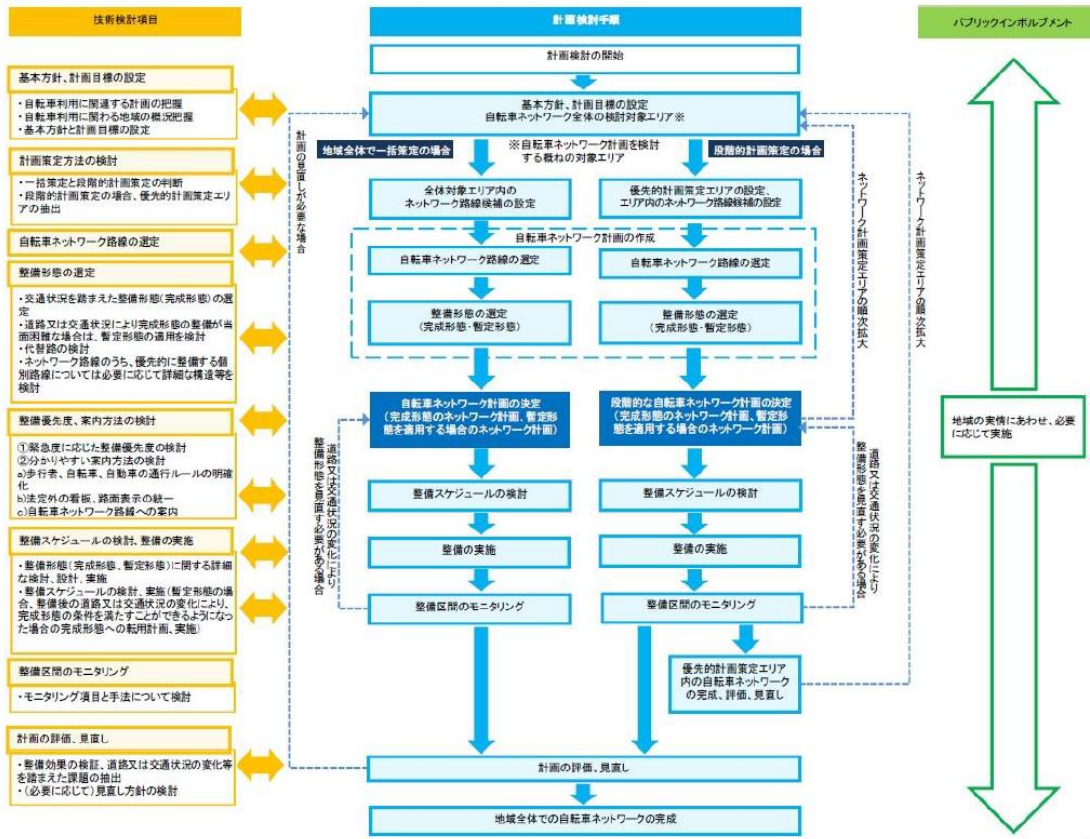 技術検討項目
基本方針、計画目標の設定
・自転車利用に関連する計画の把握
・自転車利用に関わる地域の概況把握
・基本方針と計画目標の設定
計画策定方法の検討
・一括策定と段階的計画策定の判断
・段階的計画策定の場合、優先的計画策定エリ
アの抽出
自転車ネットワーク路線の選定
整備形態の選定
・交通状況を踏まえた整備形態(完成形態)の選
定
・道路又は交通状況により完成形態の整備が当
面困難な場合は、暫定形態の適用を検討
・代替路の検討
・ネットワーク路線のうち、優先的に整備する個
別路線については必要に応じて詳細な構造等を
検討
整備優先度、案内方法の検討
①緊急度に応じた整備優先度の検討
②分かりやすい案内方法の検討
a)歩行者、自転車、自動車の通行ルールの明確
化
b)法定外の看板、路面表示の統一
c)自転車ネットワーク路線への案内
整備スケジュールの検討、整備の実施
・整備形態(完成形態、暫定形態)に関する詳細
な検討、設計、実施
・整備スケジュールの検討、実施(暫定形態の場
合、整備後の道路又は交通状況の変化により、
完成形態の条件を満たすことができるようになっ
た場合の完成形態への転用計画、実施)
整備区間のモニタリング
・モニタリング項目と手法について検討
計画の評価、見直し
・整備効果の検証、道路又は交通状況の変化等
を踏まえた課題の抽出
・(必要に応じて)見直し方針の検討
計画検討手順
計画検討の開始
基本方針、計画目標の設定
自転車ネットワーク全体の検討対象エリア※
地域全体で一括策定の場合
※自転車ネットワーク計画を検討
する概ねの対象エリア
段階的計画策定の場合
全体対象エリア内の
ネットワーク路線候補の設定
優先的計画策定エリアの設定、
エリア内のネットワーク路線候補の設定
自転車ネットワーク計画の作成
自転車ネットワーク路線の選定
自転車ネットワーク路線の選定
整備形態の選定
(完成形態・暫定形態)
整備形態の選定
(完成形態・暫定形態)
自転車ネットワーク計画の決定
(完成形態のネットワーク計画、暫定形
態を適用する場合のネットワーク計画)
段階的な自転車ネットワーク計画の決定
(完成形態のネットワーク計画、暫定形
態を適用する場合のネットワーク計画)
整備スケジュールの検討
整備スケジュールの検討
整備の実施
整備の実施
整備区間のモニタリング
整備区間のモニタリング
優先的計画策定エリア
内の自転車ネットワーク
の完成、評価、見直し
計画の評価、見直し
地域全体での自転車ネットワークの完成
計画の見直しが必要な場合
道路又は交通状況の変化により
整備形態を見直す必要がある場合
道路又は交通状況の変化により
整備形態を見直す必要がある場合
ネットワーク計画策定エリアの順次拡大
ネットワーク計画策定エリアの順次拡大
パブリックインボルブメント
地域の実情にあわせ、必要
に応じて実施